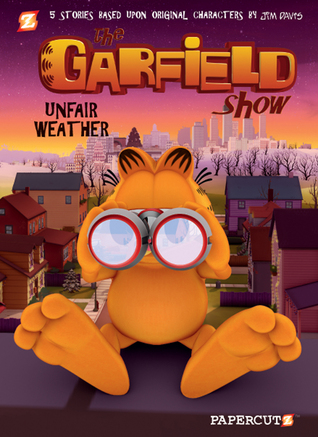 5 STORIES BASED UPON ORIGINAL CHARACTERS BY JIM DAVIS
the
GARFIELD
Show
UNFAIR
WEATHER
PAPERCUTZ